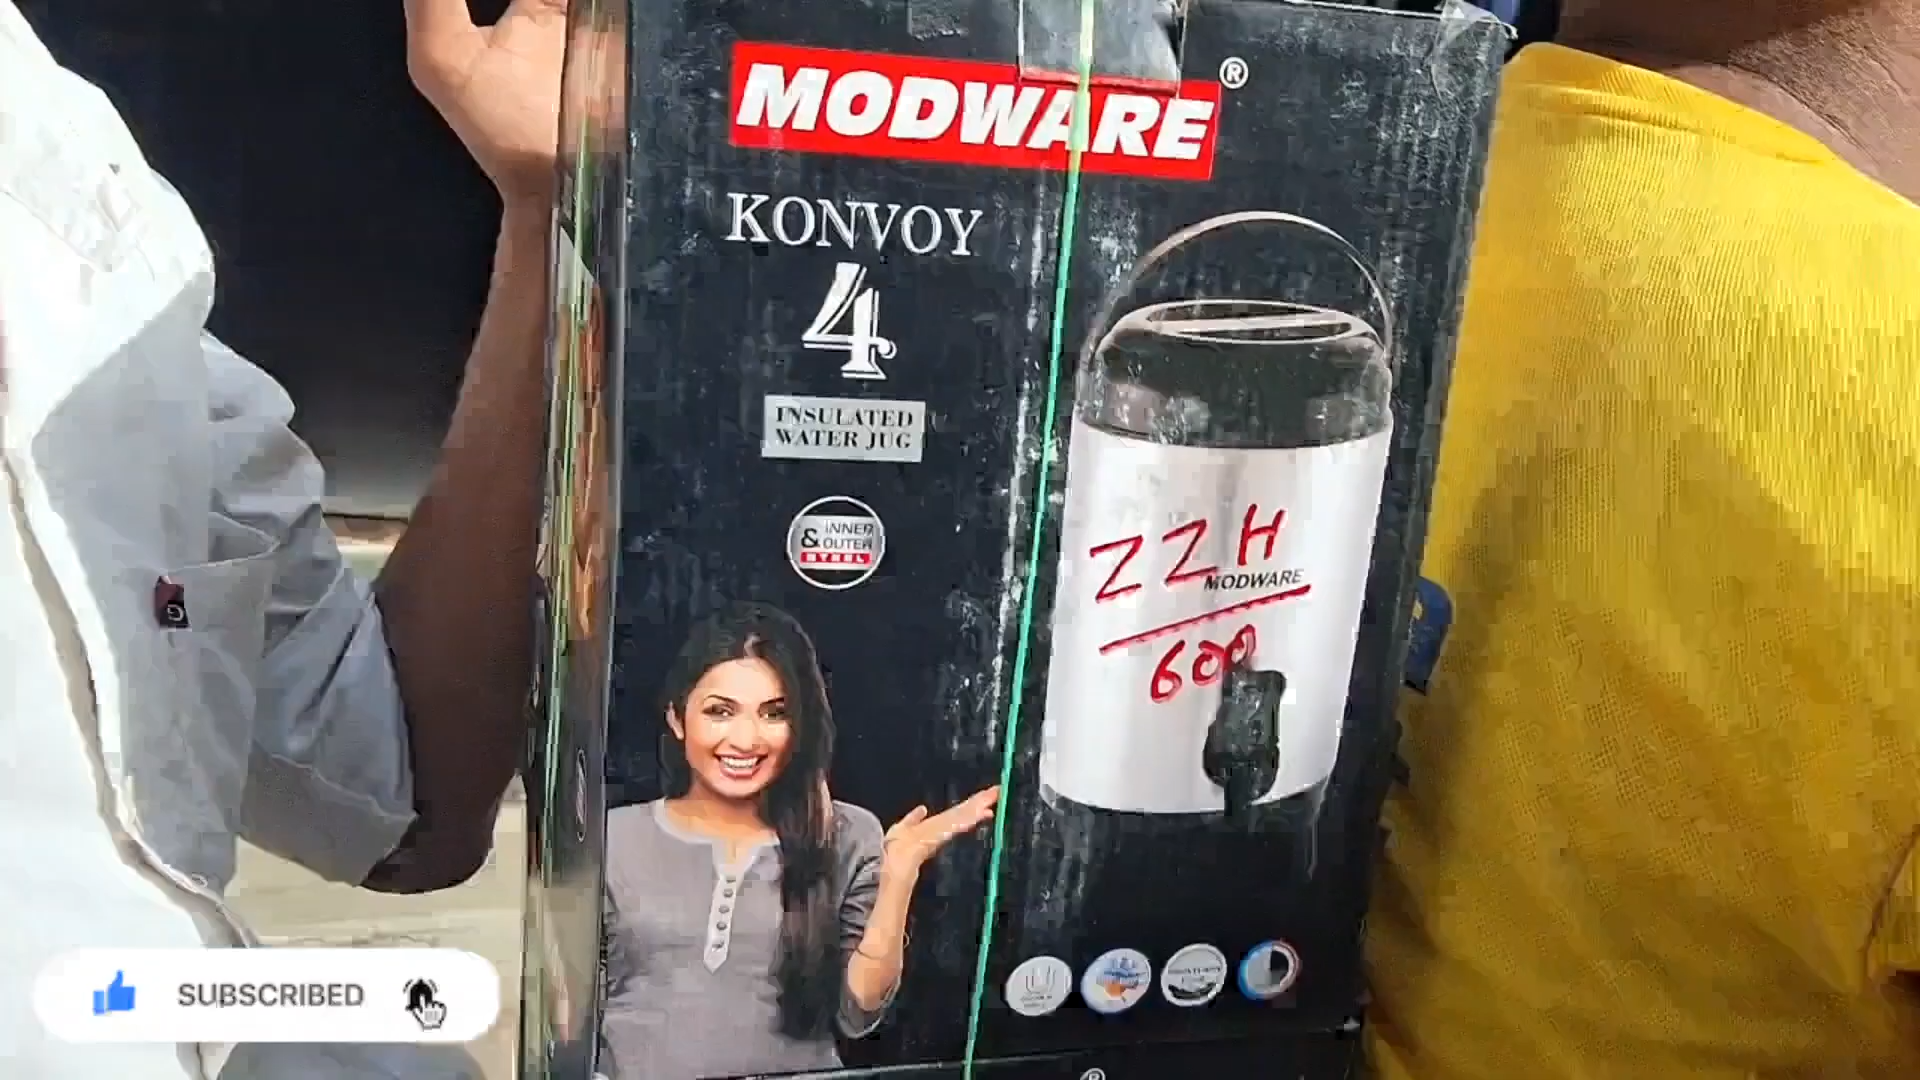 MODWARE®
KONVOY
4
INSULATED
WATER JUG
INNER
& OUTER
STEEL
ZZH
MODWARE
600
SUBSCRIBED